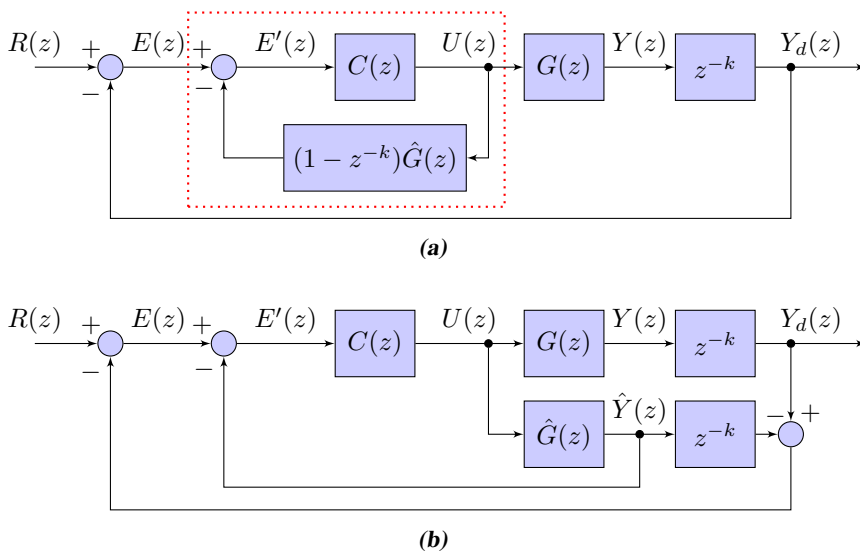 R(z) + E(z) + E′(z) C(z) U(z) G(z) Y(z) z⁻ᵏ Y_d(z)
− −
(1 − z⁻ᵏ)Ĝ(z)
(a)
R(z) + E(z) + E′(z) C(z) U(z) G(z) Y(z) z⁻ᵏ Y_d(z)
− −
Ĝ(z) Ŷ(z) z⁻ᵏ − +
(b)